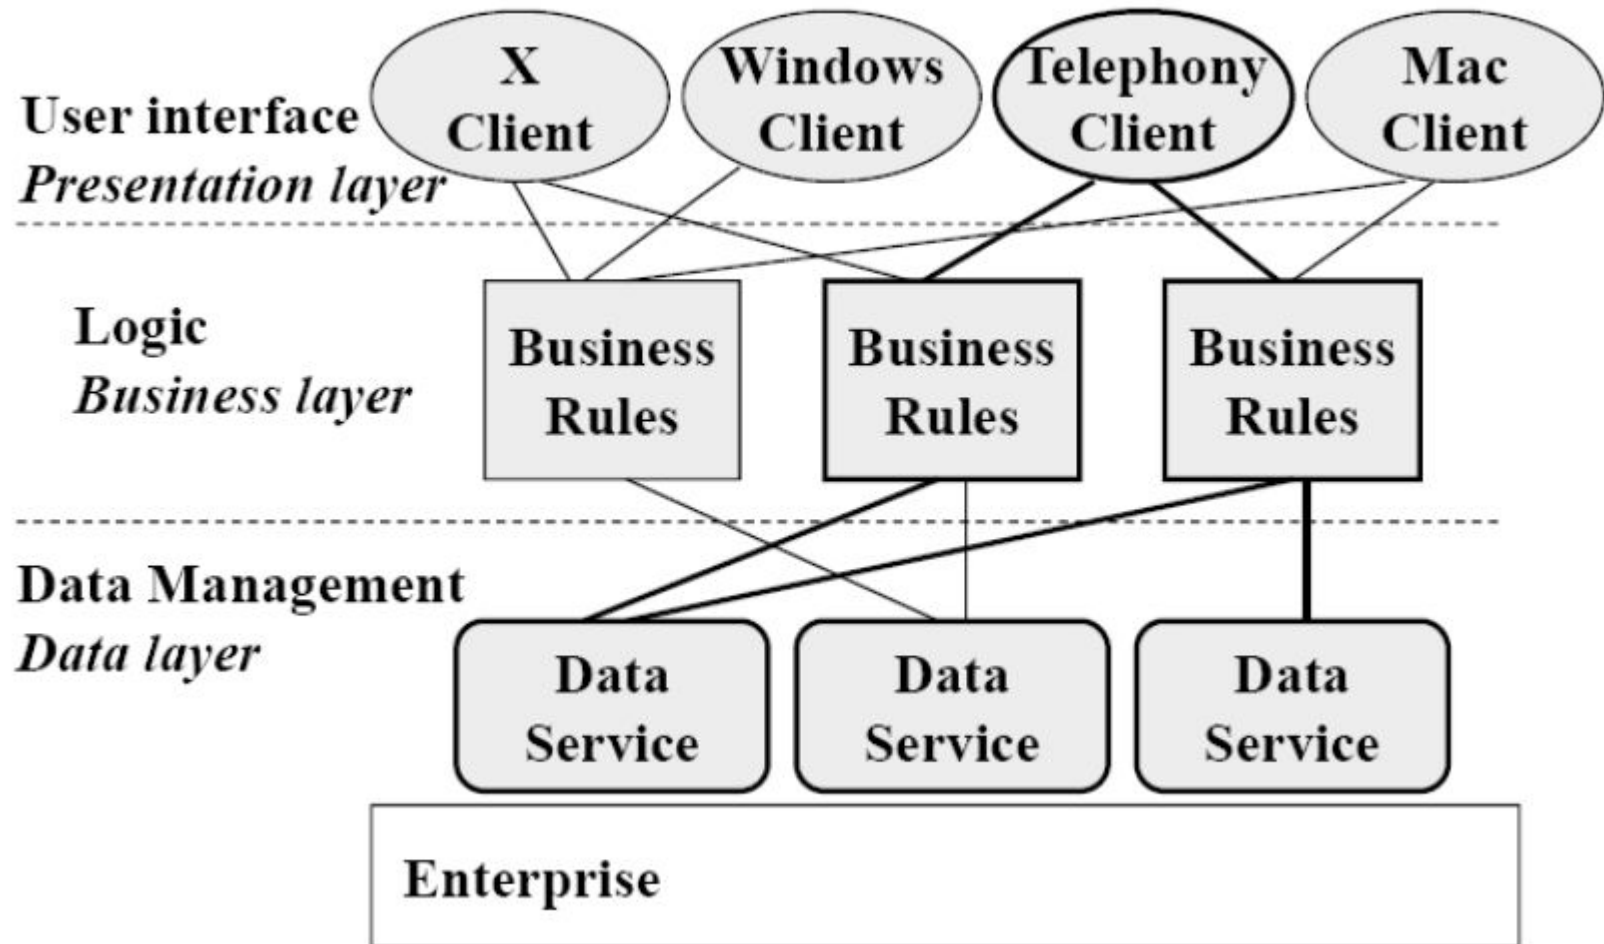 X
Client
Windows
Client
Telephony
Client
Mac
Client
User interface
Presentation layer
Logic
Business layer
Business
Rules
Business
Rules
Business
Rules
Data Management
Data layer
Data
Service
Data
Service
Data
Service
Enterprise